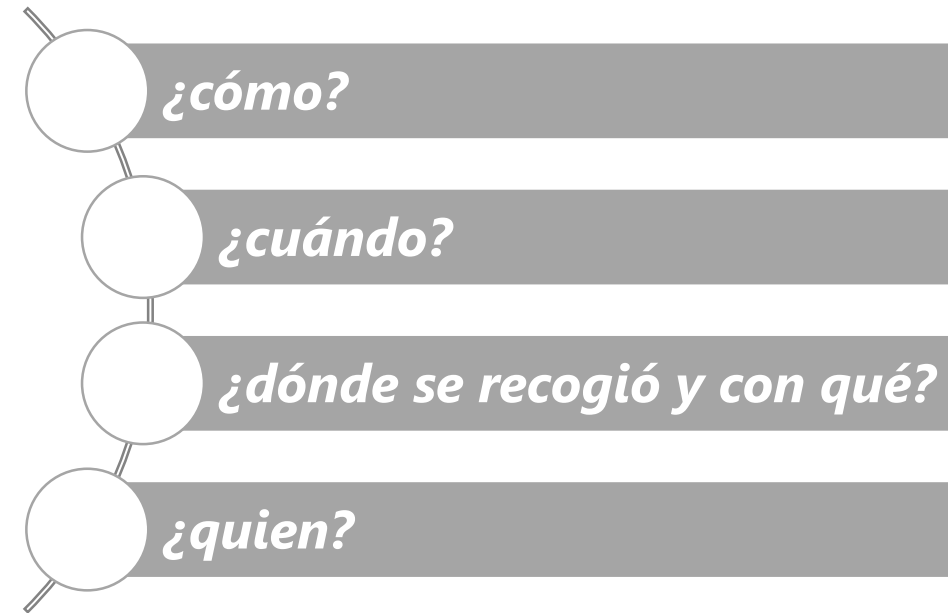 ¿cómo?
¿cuándo?
¿dónde se recogió y con qué?
¿quien?